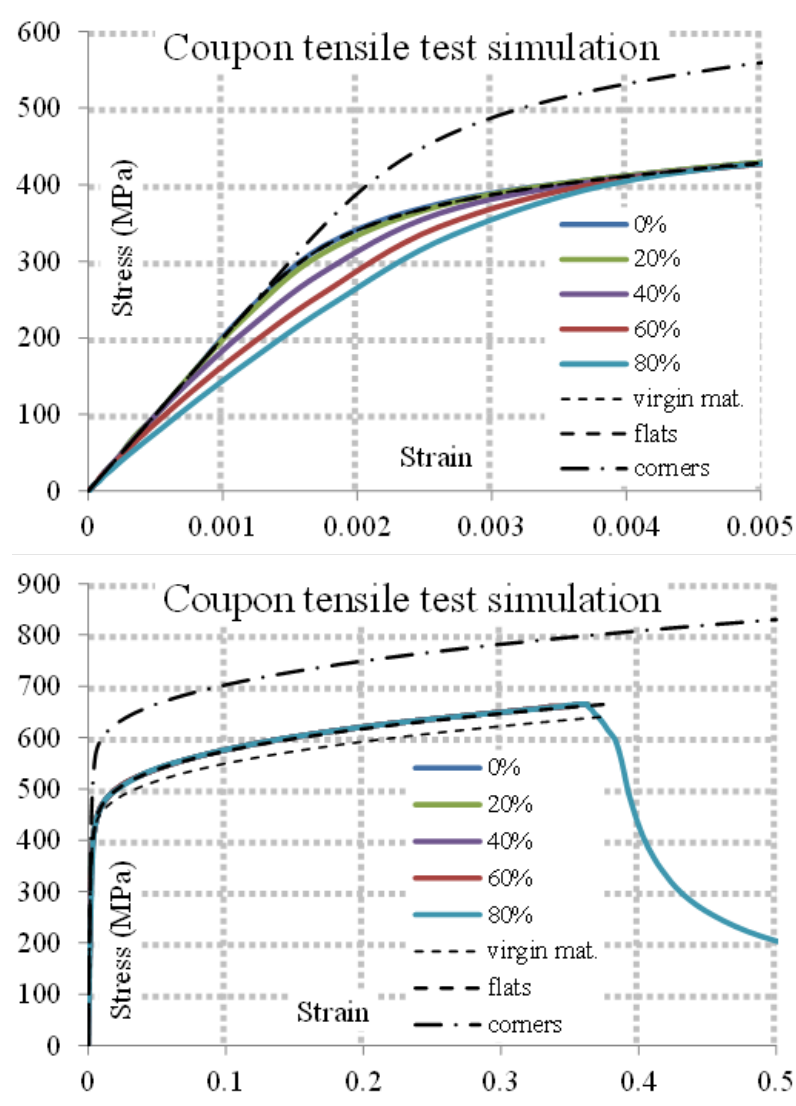 Coupon tensile test simulation
600
500
400
300
200
100
0
Stress (MPa)
0%
20%
40%
60%
80%
virgin mat.
flats
corners
Strain
0 0.001 0.002 0.003 0.004 0.005
Coupon tensile test simulation
900
800
700
600
500
400
300
200
100
0
Stress (MPa)
0%
20%
40%
60%
80%
virgin mat.
flats
corners
Strain
0 0.1 0.2 0.3 0.4 0.5